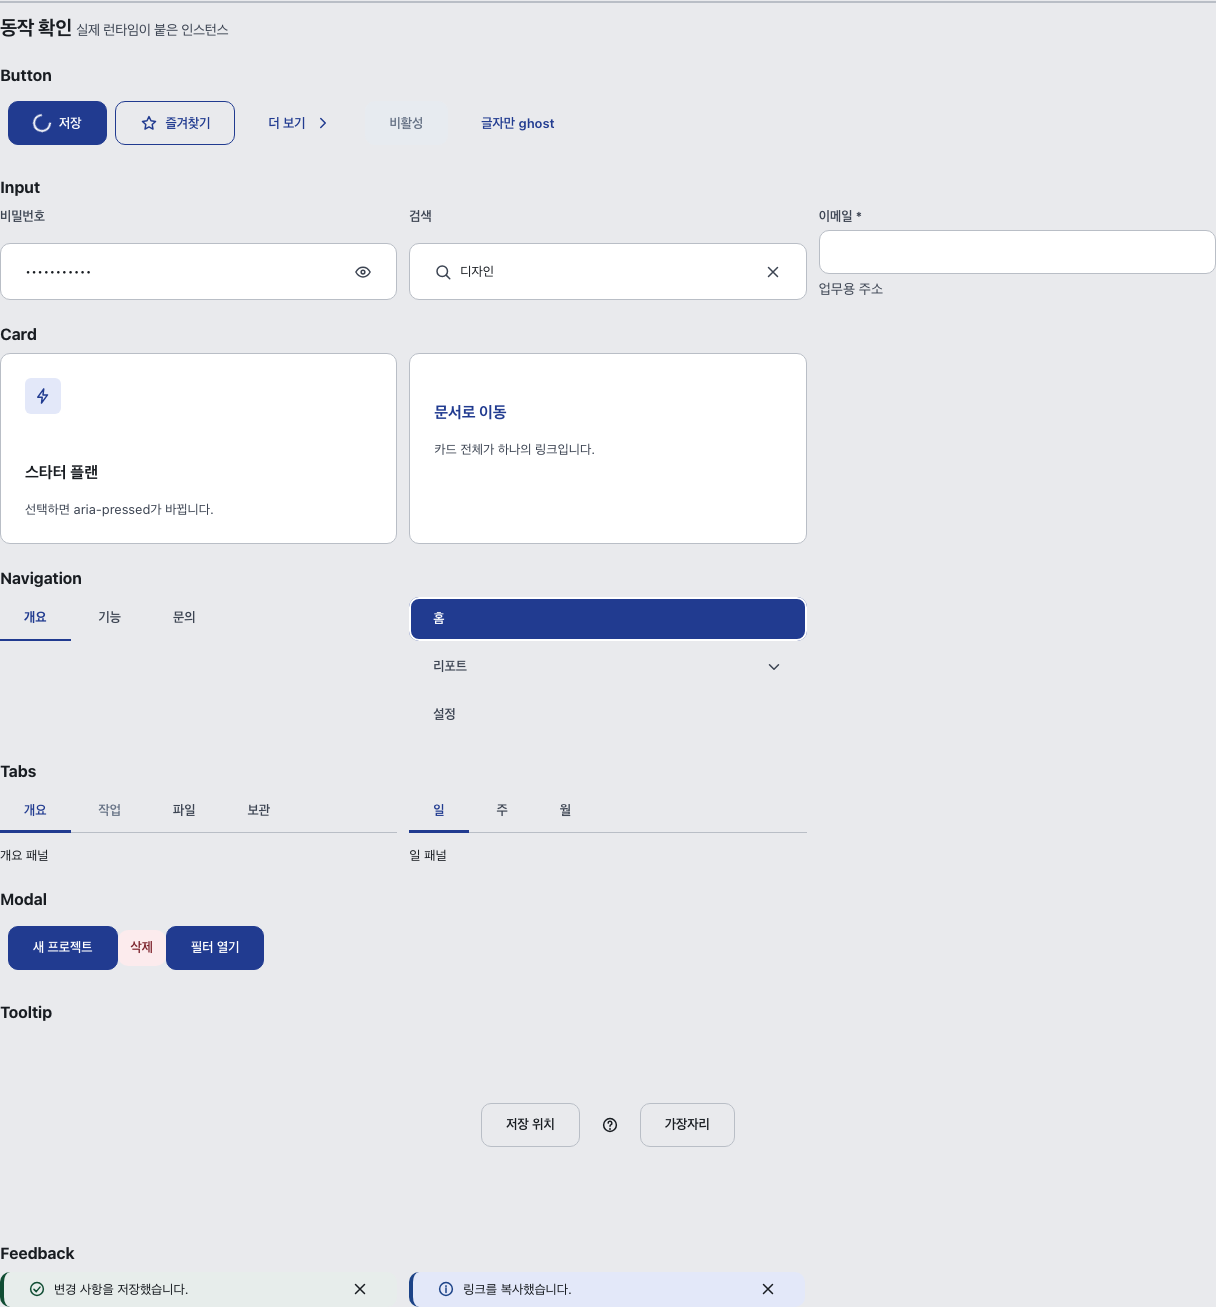 동작 확인 실제 런타임이 붙은 인스턴스
Button
저장 즐겨찾기 더 보기 비활성 글자만 ghost
Input
비밀번호 검색 이메일 *
•••••••••••
디자인
업무용 주소
Card
문서로 이동
카드 전체가 하나의 링크입니다.
스타터 플랜
선택하면 aria-pressed가 바뀝니다.
Navigation
개요 기능 문의
홈
리포트
설정
Tabs
개요 작업 파일 보관
일 주 월
개요 패널
일 패널
Modal
새 프로젝트 삭제 필터 열기
Tooltip
저장 위치 가장자리
Feedback
변경 사항을 저장했습니다.
링크를 복사했습니다.